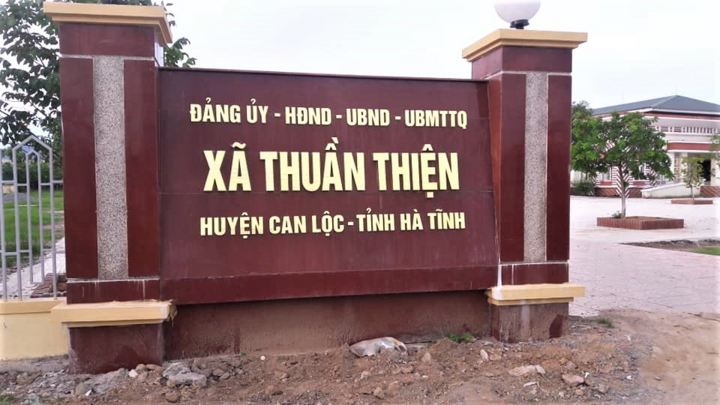 ĐẢNG ỦY - HĐND - UBND - UBMTTQ
XÃ THUẦN THIỆN
HUYỆN CAN LỘC - TỈNH HÀ TĨNH